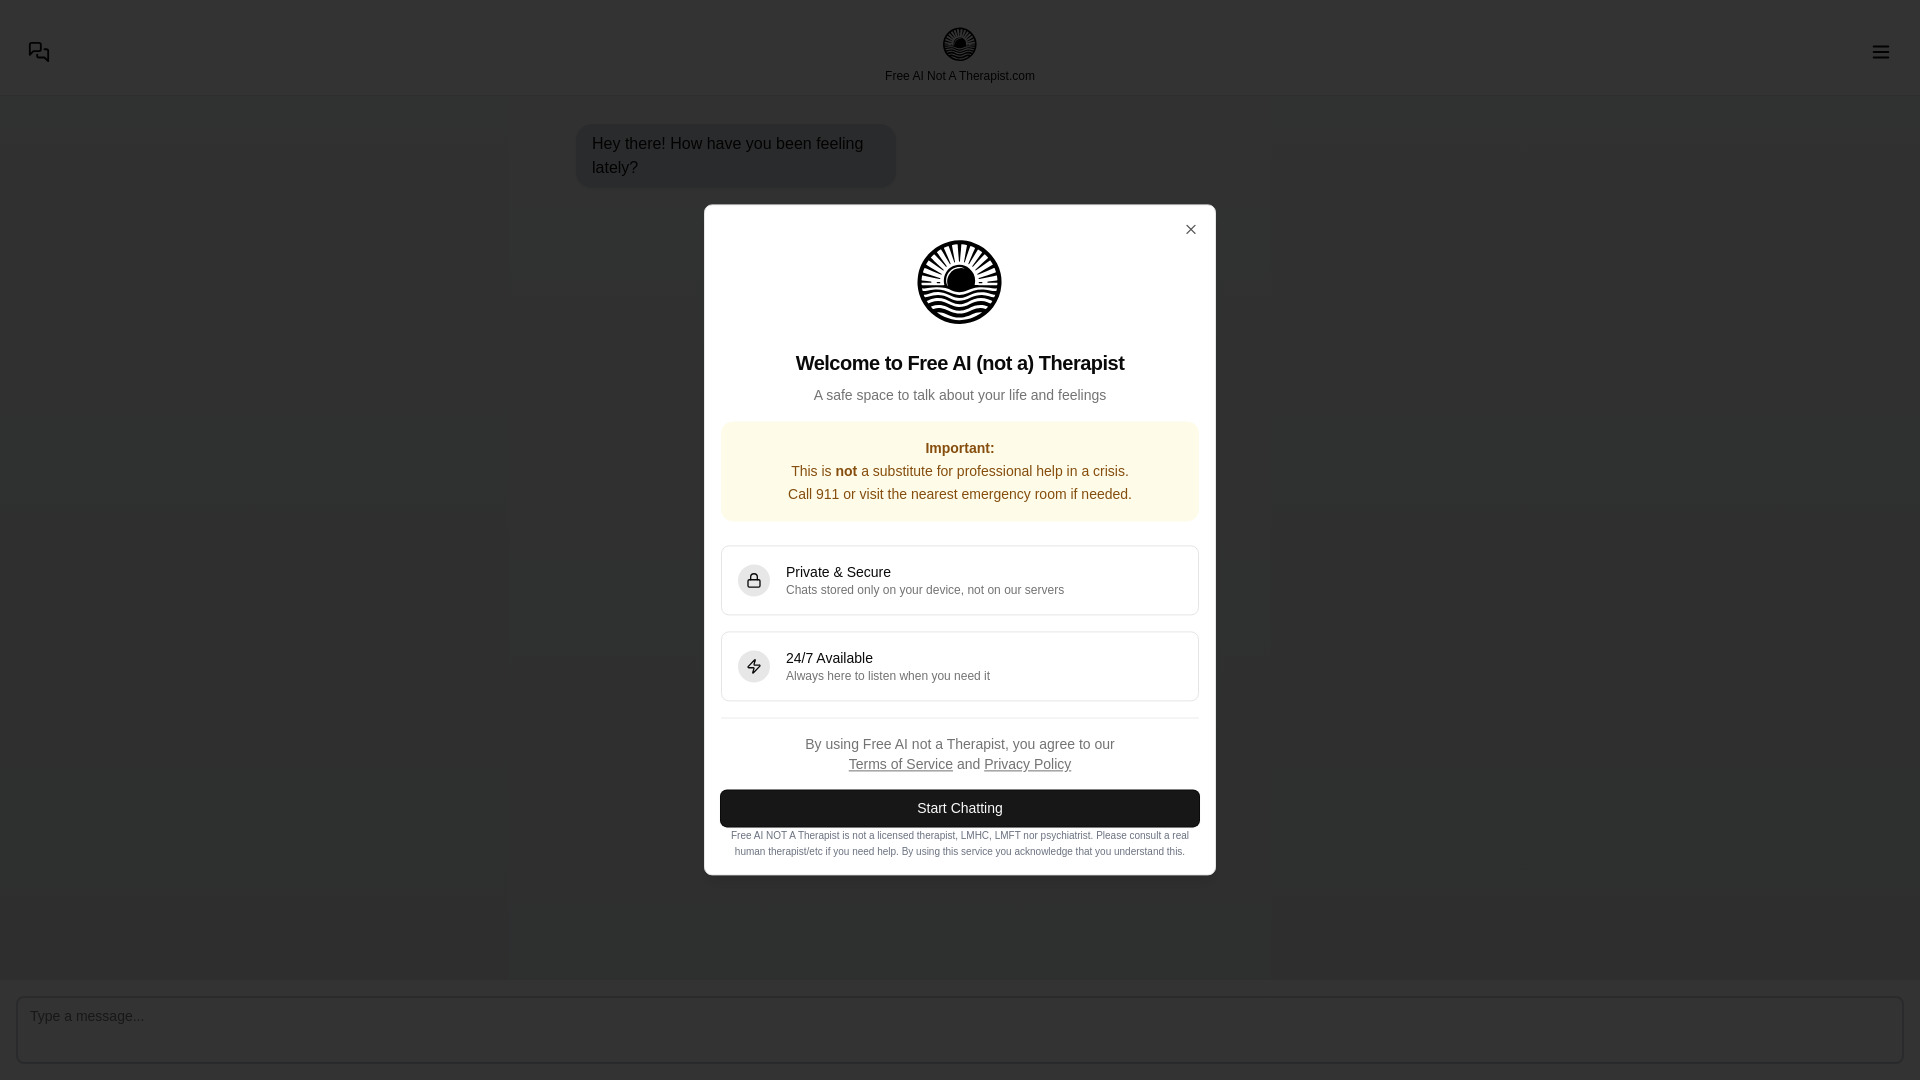 Free AI Not A Therapist.com
Hey there! How have you been feeling
lately?
Welcome to Free AI (not a) Therapist
A safe space to talk about your life and feelings
Important:
This is not a substitute for professional help in a crisis.
Call 911 or visit the nearest emergency room if needed.
Private & Secure
Chats stored only on your device, not on our servers
24/7 Available
Always here to listen when you need it
By using Free AI not a Therapist, you agree to our
Terms of Service and Privacy Policy
Start Chatting
Free AI NOT A Therapist is not a licensed therapist, LMHC, LMFT nor psychiatrist. Please consult a real
human therapist/etc if you need help. By using this service you acknowledge that you understand this.
Type a message...